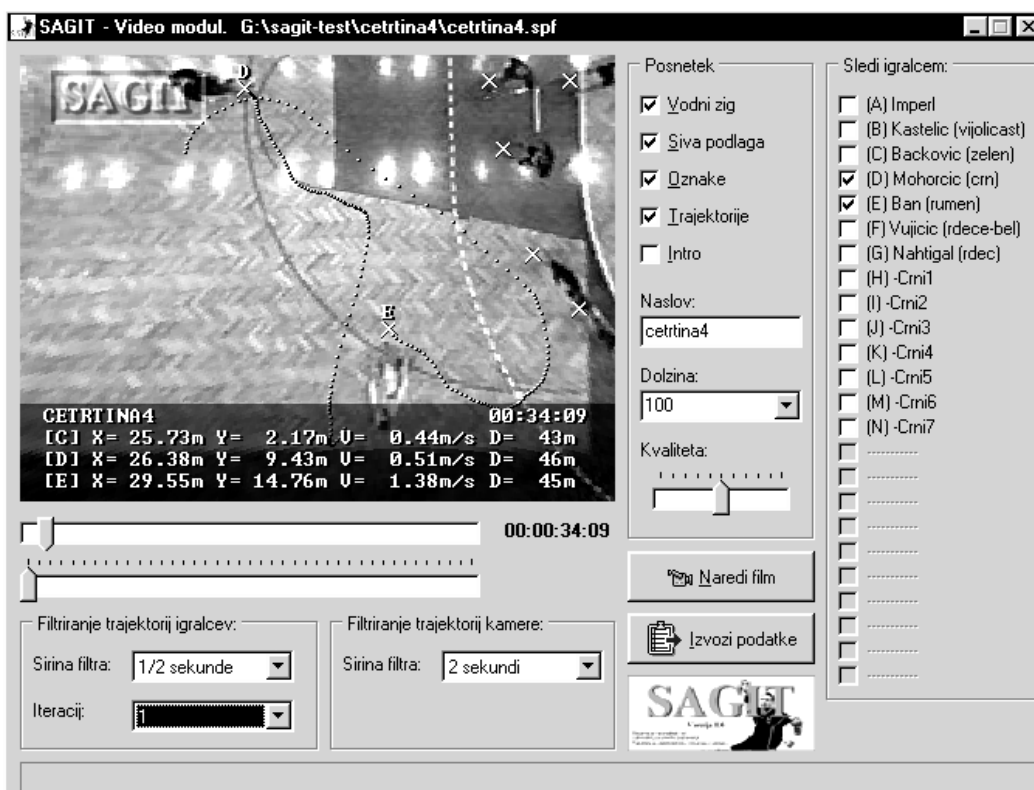 SAGIT - Video modul. G:\sagit-test\cetrtina4\cetrtina4.spf
SAGIT
D
E
CETRTINA4 00:34:09
[C] X= 25.73m Y= 2.17m V= 0.44m/s D= 43m
[D] X= 26.38m Y= 9.43m V= 0.51m/s D= 46m
[E] X= 29.55m Y= 14.76m V= 1.38m/s D= 45m
00:00:34:09
Filtriranje trajektorij igralcev:
Sirina filtra: 1/2 sekunde
Iteracij: 1
Filtriranje trajektorij kamere:
Sirina filtra: 2 sekundi
Posnetek
Vodni zig
Siva podlaga
Oznake
Trajektorije
Intro
Naslov:
cetrtina4
Dolzina:
100
Kvaliteta:
Naredi film
Izvozi podatke
SAGIT
Sledi igralcem:
(A) Imperl
(B) Kastelic (vijolicast)
(C) Backovic (zelen)
(D) Mohorcic (crn)
(E) Ban (rumen)
(F) Vujicic (rdece-bel)
(G) Nahtigal (rdec)
(H) -Crni1
(I) -Crni2
(J) -Crni3
(K) -Crni4
(L) -Crni5
(M) -Crni6
(N) -Crni7
-----------
-----------
-----------
-----------
-----------
-----------
-----------
-----------
-----------
-----------